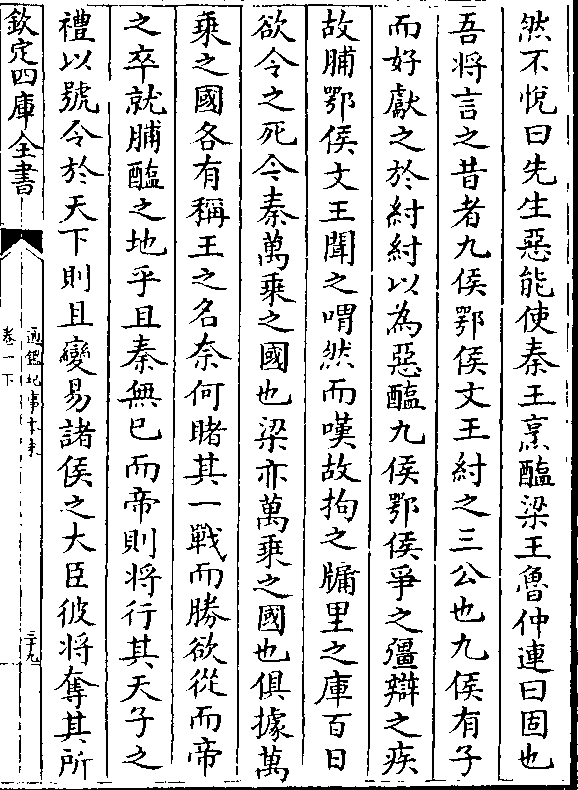 然不悅曰先生惡能使秦王烹醢梁王魯仲連曰固也
吾將言之昔者九侯鄂侯文王紂之三公也九侯有子
而好獻之於紂紂以為惡醢九侯鄂侯爭之彊辯之疾
故脯鄂侯文王聞之喟然而嘆故拘之牖里之庫百日
欲令之死今秦萬乘之國也梁亦萬乘之國也俱據萬
乘之國各有稱王之名奈何睹其一戰而勝欲從而帝
之卒就脯醢之地乎且秦無已而帝則將行其天子之
禮以號令於天下則且變易諸侯之大臣彼將奪其所
欽定四庫全書
通鑑紀事本末
卷一下
三十九